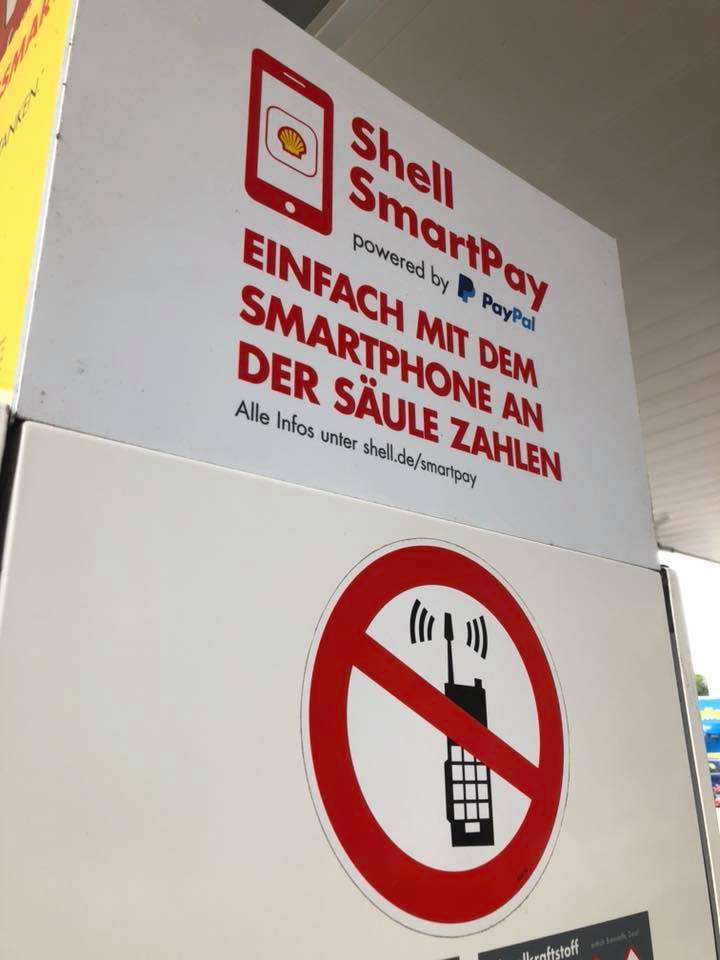 Shell
SmartPay
powered by PayPal
EINFACH MIT DEM
SMARTPHONE AN
DER SÄULE ZAHLEN
Alle Infos unter shell.de/smartpay